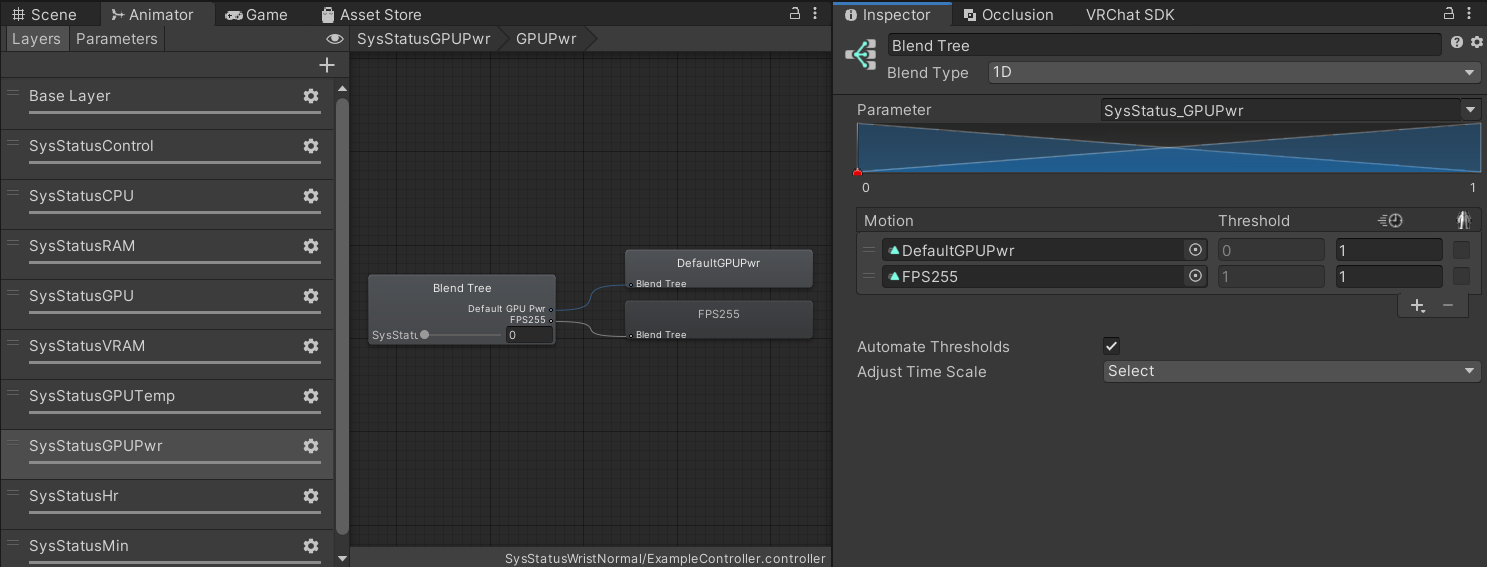 Scene Animator Game Asset Store
Layers Parameters SysStatusGPUPwr GPUPwr
Base Layer
SysStatusControl
SysStatusCPU
SysStatusRAM
SysStatusGPU
SysStatusVRAM
SysStatusGPUTemp
SysStatusGPUPwr
SysStatusHr
SysStatusMin
Blend Tree
Default GPU Pwr
FPS255
SysStatu 0
DefaultGPUPwr
Blend Tree
FPS255
Blend Tree
SysStatusWristNormal/ExampleController.controller
Inspector Occlusion VRChat SDK
Blend Tree
Blend Type 1D
Parameter SysStatus_GPUPwr
0 1
Motion Threshold
DefaultGPUPwr 0 1
FPS255 1 1
Automate Thresholds
Adjust Time Scale Select